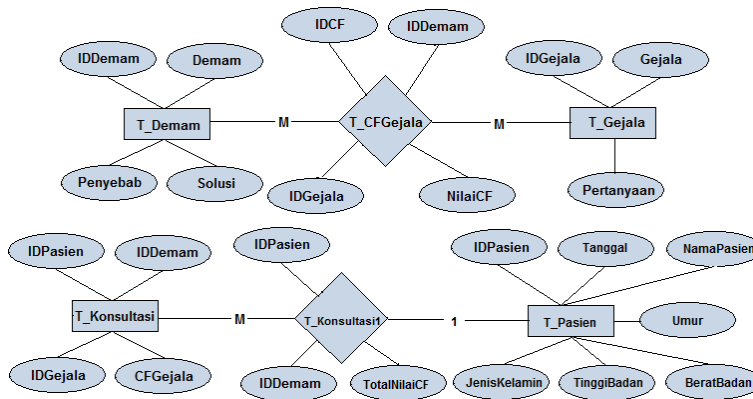 IDCF
IDDemam
IDDemam
Demam
IDGejala
Gejala
T_Demam
M
T_CFGejala
M
T_Gejala
Penyebab
Solusi
IDGejala
NilaiCF
Pertanyaan
IDPasien
IDDemam
IDPasien
IDPasien
Tanggal
NamaPasien
T_Konsultasi
M
T_Konsultasi1
1
T_Pasien
Umur
IDGejala
CFGejala
IDDemam
TotalNilaiCF
JenisKelamin
TinggiBadan
BeratBadan